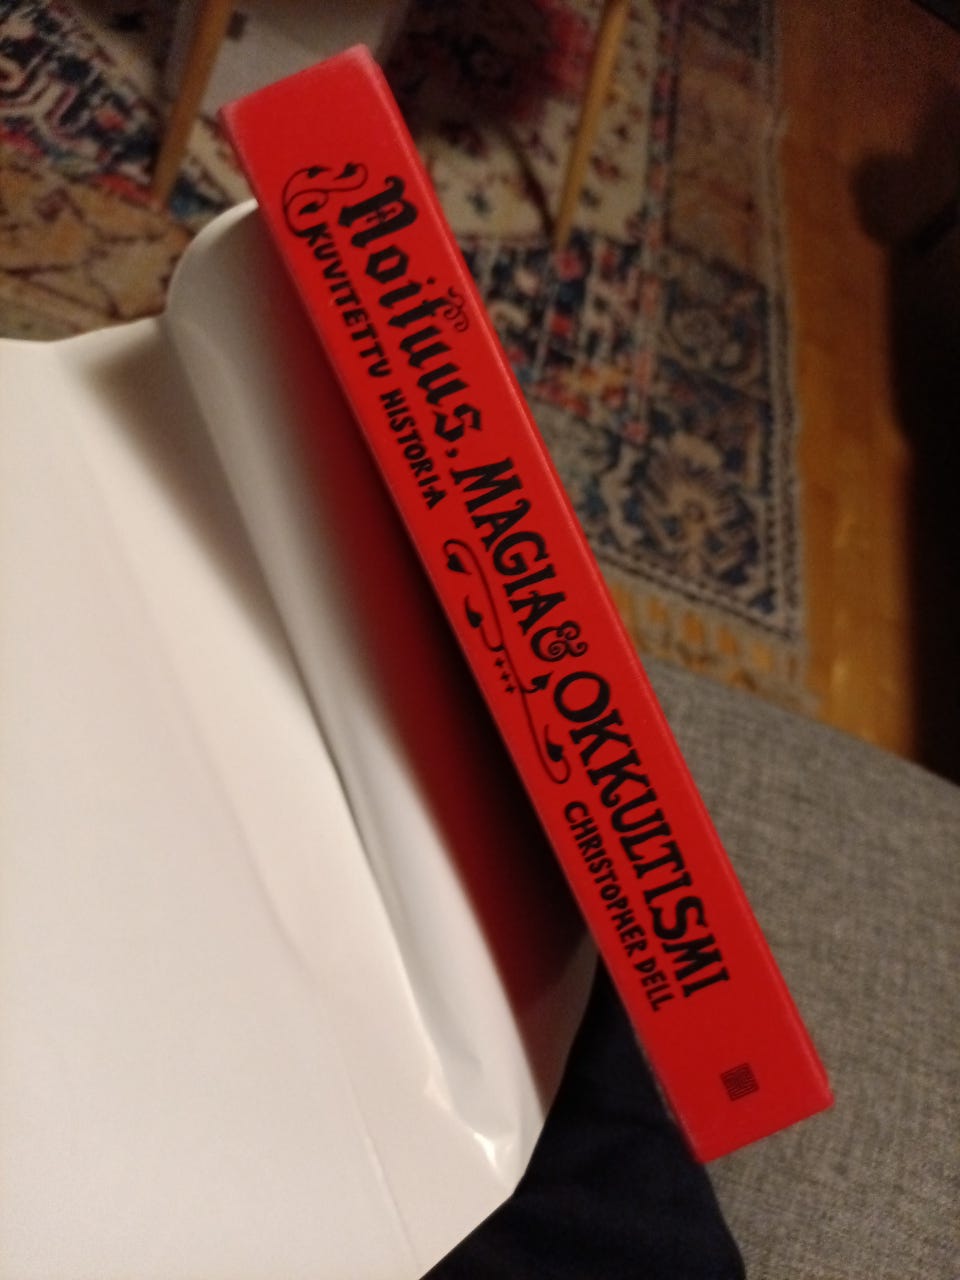 Noituus, MAGIA & OKKULTISMI
KUVITETTU HISTORIA
CHRISTOPHER DELL